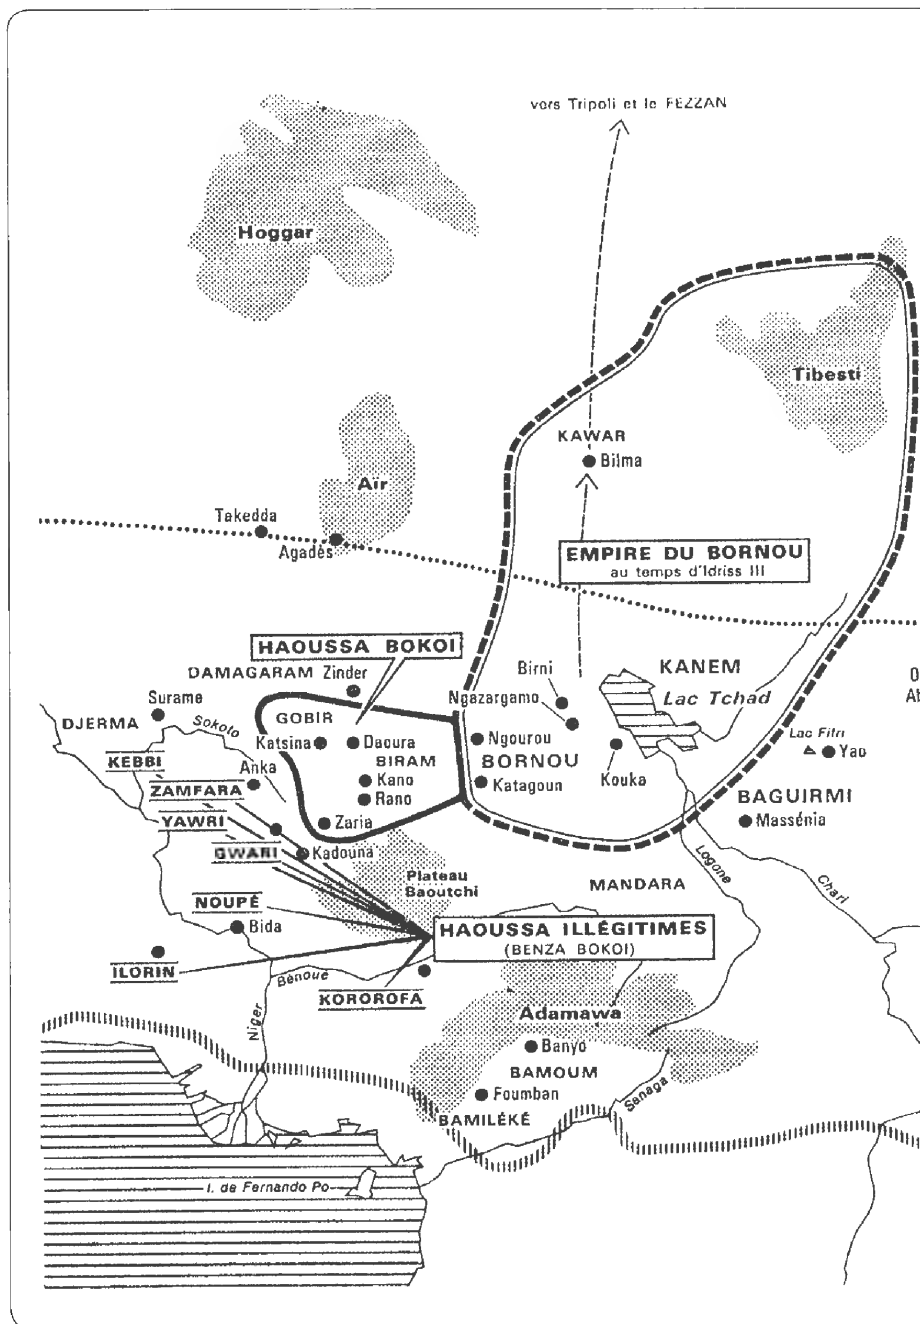 vers Tripoli et le FEZZAN
Hoggar
Tibesti
KAWAR
Bilma
Air
Takedda
Agadès
EMPIRE DU BORNOU
au temps d'Idriss III
HAOUSSA BOKOI
DAMAGARAM Zinder
Birni
KANEM
Surame
Ngazargamo
Lac Tchad
DJERMA
Sokoto
GOBIR
Lac Fitri
Katsina
Daoura
Ngourou
Yao
KEBBI
BIRAM
BORNOU
Kouka
Anka
Kano
Katagoun
ZAMFARA
Rano
BAGUIRMI
YAWRI
Zaria
Massénia
GWARI
Kadouna
Logone
Plateau
Baoutchi
MANDARA
Chari
NOUPÉ
Bida
HAOUSSA ILLÉGITIMES
(BENZA BOKOI)
ILORIN
Bénoué
KOROROFA
Niger
Adamawa
Banyo
BAMOUM
Foumban
Sanaga
BAMILÉKÉ
I. de Fernando Po